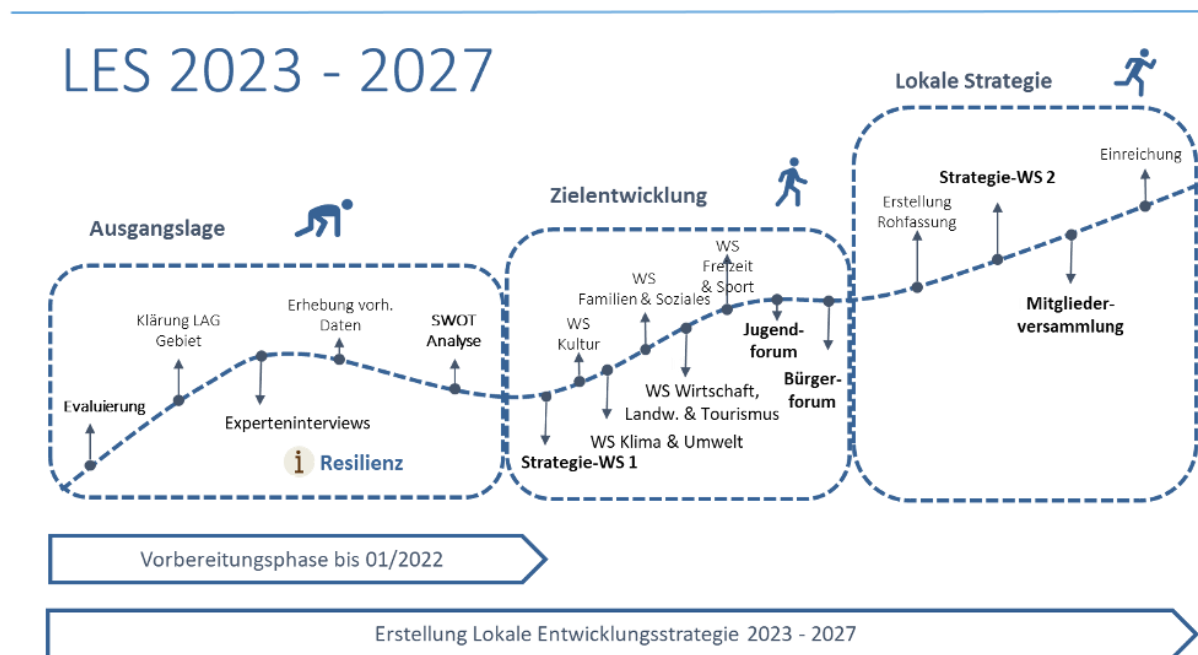 LES 2023 - 2027
Ausgangslage
Evaluierung
Klärung LAG
Gebiet
Experteninterviews
Erhebung vorh.
Daten
SWOT
Analyse
i Resilienz
Zielentwicklung
Strategie-WS 1
WS
Kultur
WS Klima & Umwelt
WS
Familien & Soziales
WS Wirtschaft,
Landw. & Tourismus
WS
Freizeit
& Sport
Jugend-
forum
Bürger-
forum
Lokale Strategie
Erstellung
Rohfassung
Strategie-WS 2
Mitglieder-
versammlung
Einreichung
Vorbereitungsphase bis 01/2022
Erstellung Lokale Entwicklungsstrategie 2023 - 2027